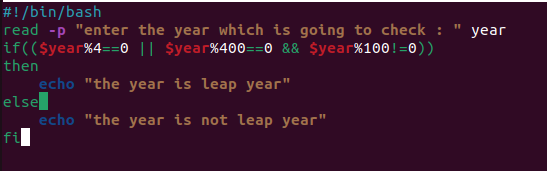 #!/bin/bash
read -p "enter the year which is going to check : " year
if(($year%4==0 || $year%400==0 && $year%100!=0))
then
    echo "the year is leap year"
else
    echo "the year is not leap year"
fi